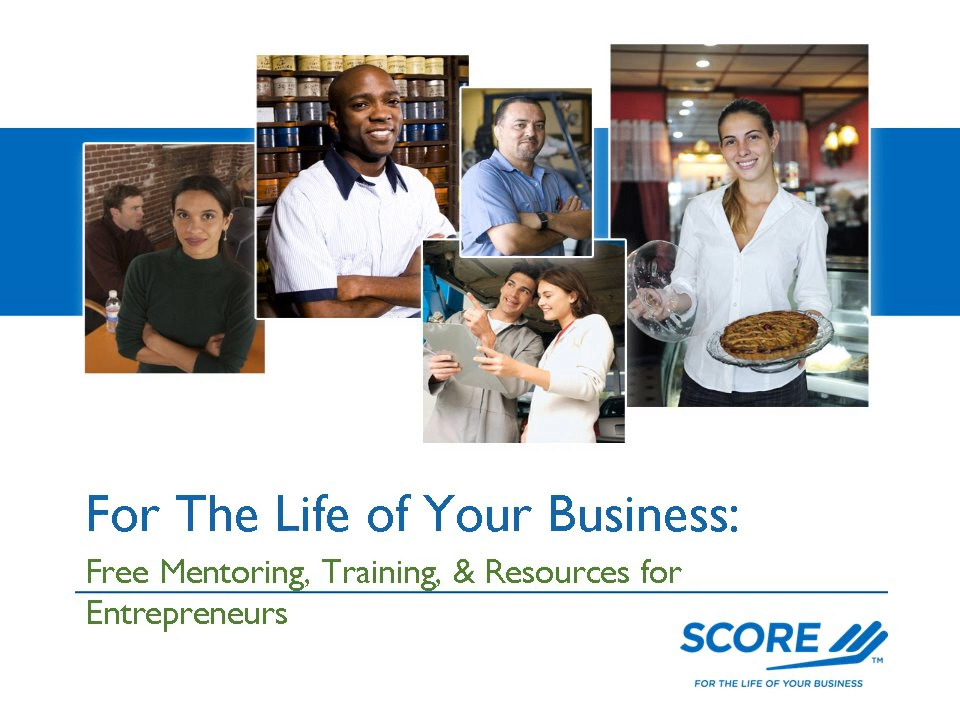 For The Life of Your Business:
Free Mentoring, Training, & Resources for
Entrepreneurs
SCORE
TM
FOR THE LIFE OF YOUR BUSINESS